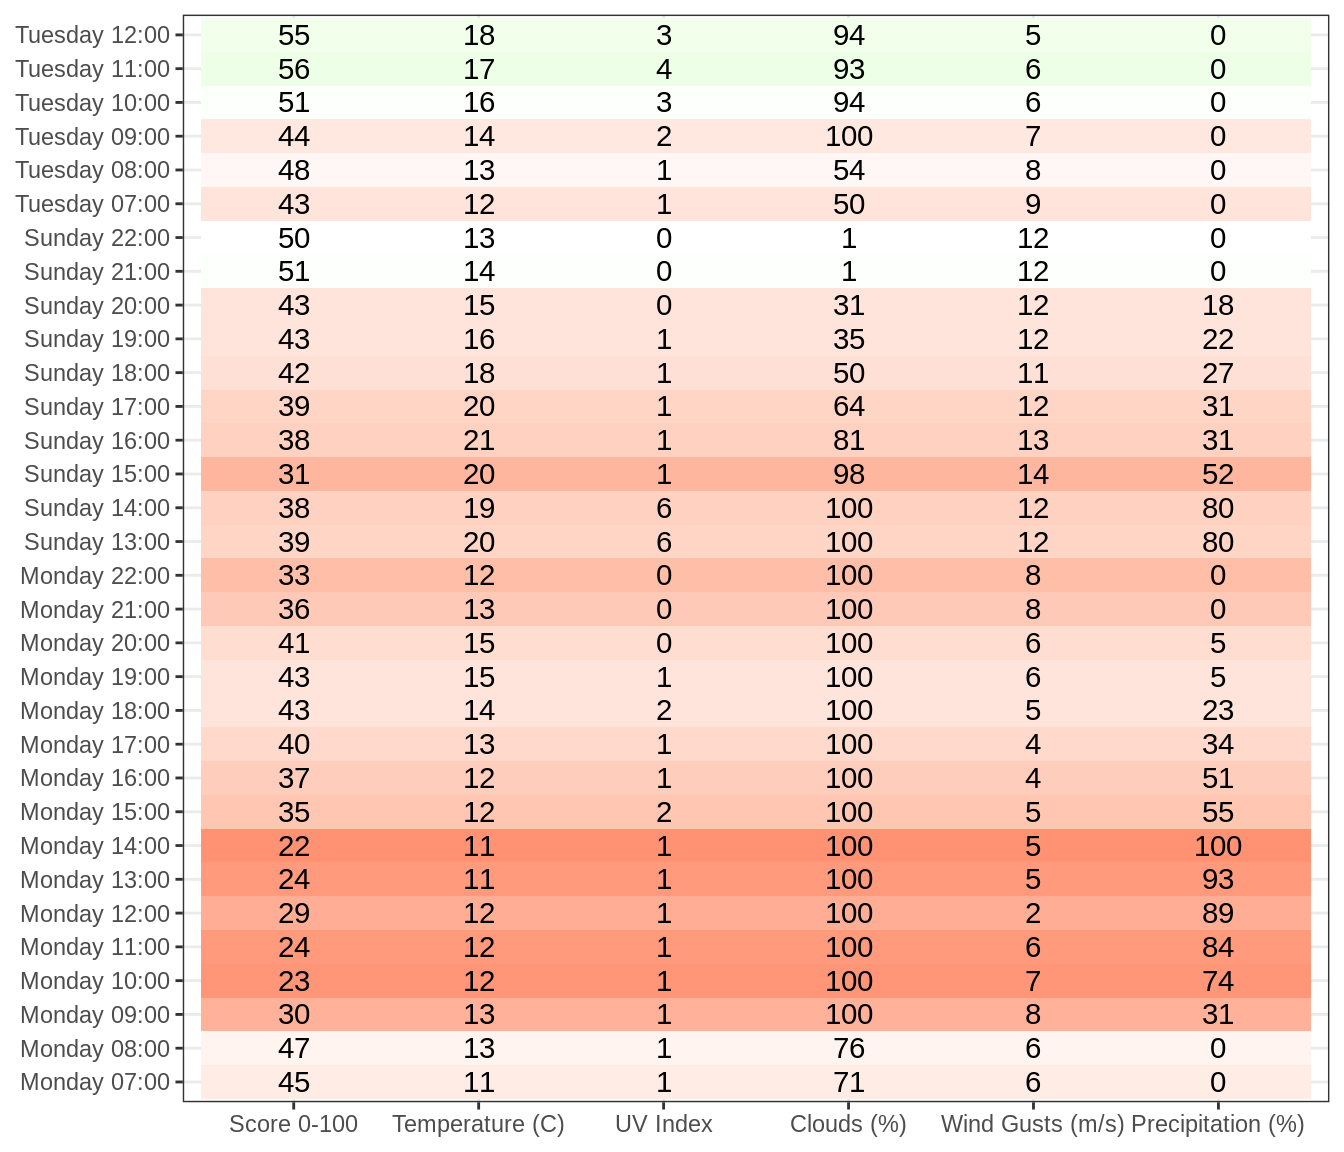 Tuesday 12:00 55 18 3 94 5 0
Tuesday 11:00 56 17 4 93 6 0
Tuesday 10:00 51 16 3 94 6 0
Tuesday 09:00 44 14 2 100 7 0
Tuesday 08:00 48 13 1 54 8 0
Tuesday 07:00 43 12 1 50 9 0
Sunday 22:00 50 13 0 1 12 0
Sunday 21:00 51 14 0 1 12 0
Sunday 20:00 43 15 0 31 12 18
Sunday 19:00 43 16 1 35 12 22
Sunday 18:00 42 18 1 50 11 27
Sunday 17:00 39 20 1 64 12 31
Sunday 16:00 38 21 1 81 13 31
Sunday 15:00 31 20 1 98 14 52
Sunday 14:00 38 19 6 100 12 80
Sunday 13:00 39 20 6 100 12 80
Monday 22:00 33 12 0 100 8 0
Monday 21:00 36 13 0 100 8 0
Monday 20:00 41 15 0 100 6 5
Monday 19:00 43 15 1 100 6 5
Monday 18:00 43 14 2 100 5 23
Monday 17:00 40 13 1 100 4 34
Monday 16:00 37 12 1 100 4 51
Monday 15:00 35 12 2 100 5 55
Monday 14:00 22 11 1 100 5 100
Monday 13:00 24 11 1 100 5 93
Monday 12:00 29 12 1 100 2 89
Monday 11:00 24 12 1 100 6 84
Monday 10:00 23 12 1 100 7 74
Monday 09:00 30 13 1 100 8 31
Monday 08:00 47 13 1 76 6 0
Monday 07:00 45 11 1 71 6 0
Score 0-100 Temperature (C) UV Index Clouds (%) Wind Gusts (m/s) Precipitation (%)